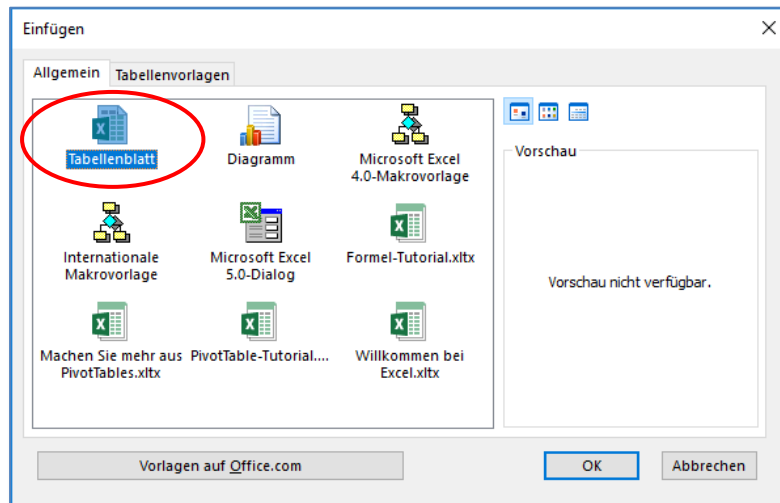 Einfügen
Allgemein Tabellenvorlagen
Tabellenblatt
Diagramm
Microsoft Excel
4.0-Makrovorlage
Internationale
Makrovorlage
Microsoft Excel
5.0-Dialog
Formel-Tutorial.xltx
Machen Sie mehr aus
PivotTables.xltx
PivotTable-Tutorial....
Willkommen bei
Excel.xltx
Vorschau
Vorschau nicht verfügbar.
Vorlagen auf Office.com
OK
Abbrechen